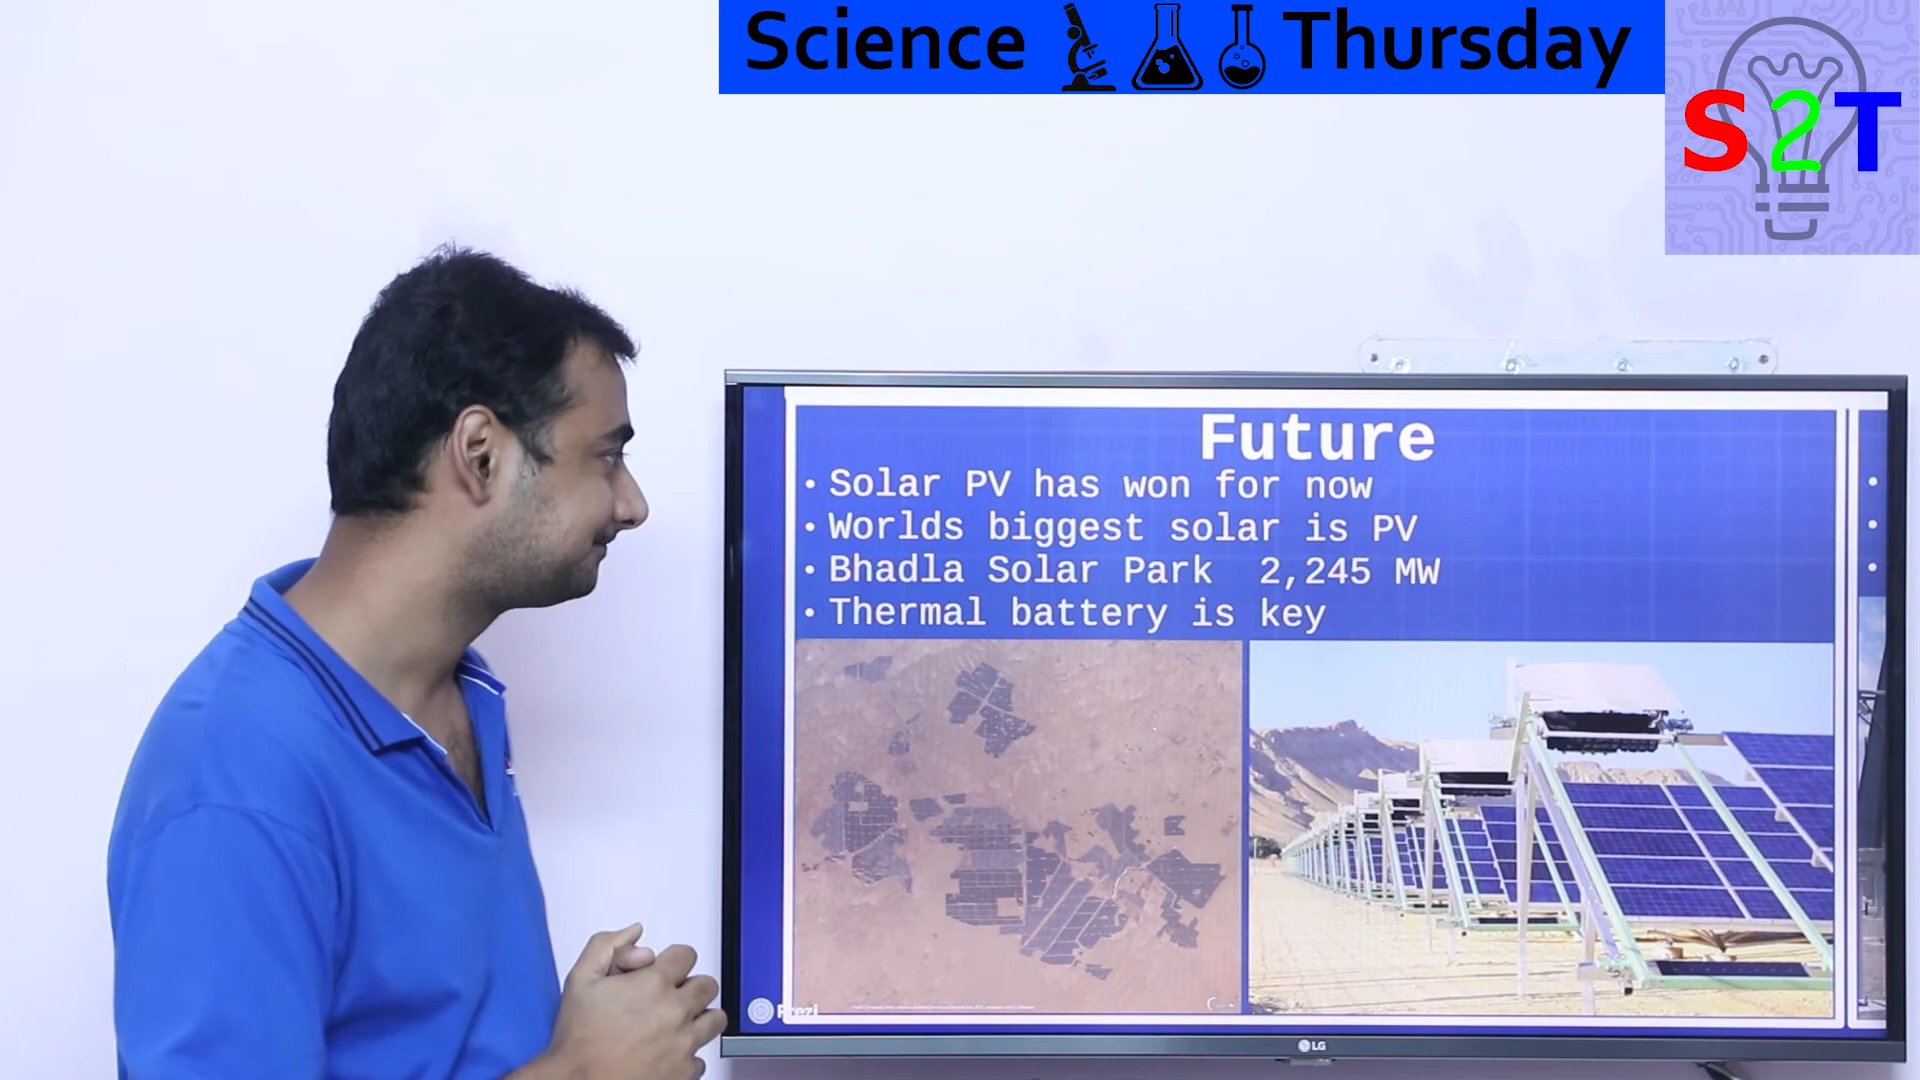 Science Thursday
S2T
Future
• Solar PV has won for now
• Worlds biggest solar is PV
• Bhadla Solar Park 2,245 MW
• Thermal battery is key
Prezi
LG